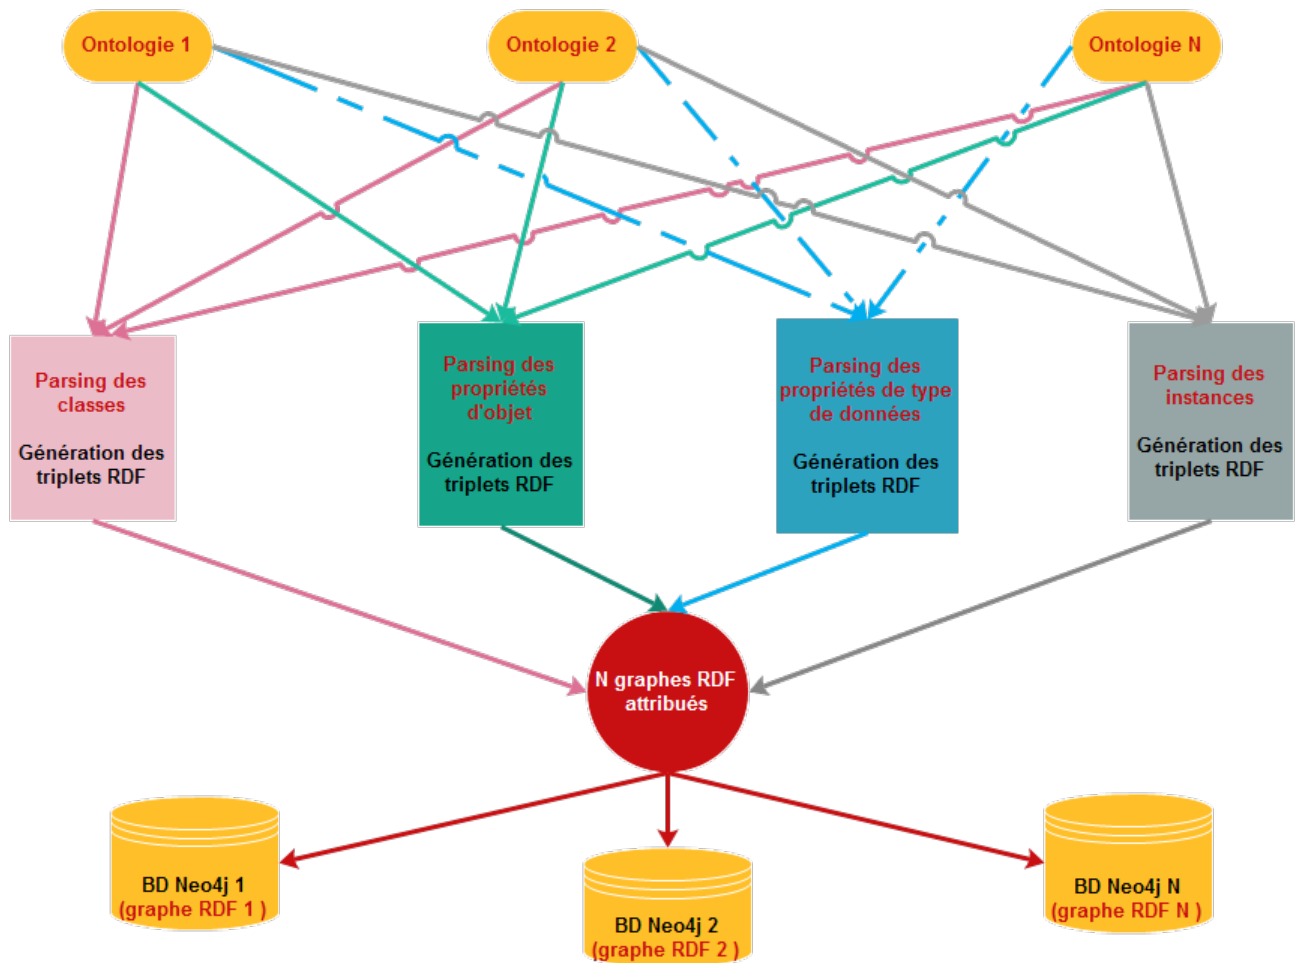 Ontologie 1
Ontologie 2
Ontologie N
Parsing des
classes
Génération des
triplets RDF
Parsing des
propriétés
d'objet
Génération des
triplets RDF
Parsing des
propriétés de type
de données
Génération des
triplets RDF
Parsing des
instances
Génération des
triplets RDF
N graphes RDF
attribués
BD Neo4j 1
(graphe RDF 1 )
BD Neo4j 2
(graphe RDF 2 )
BD Neo4j N
(graphe RDF N )